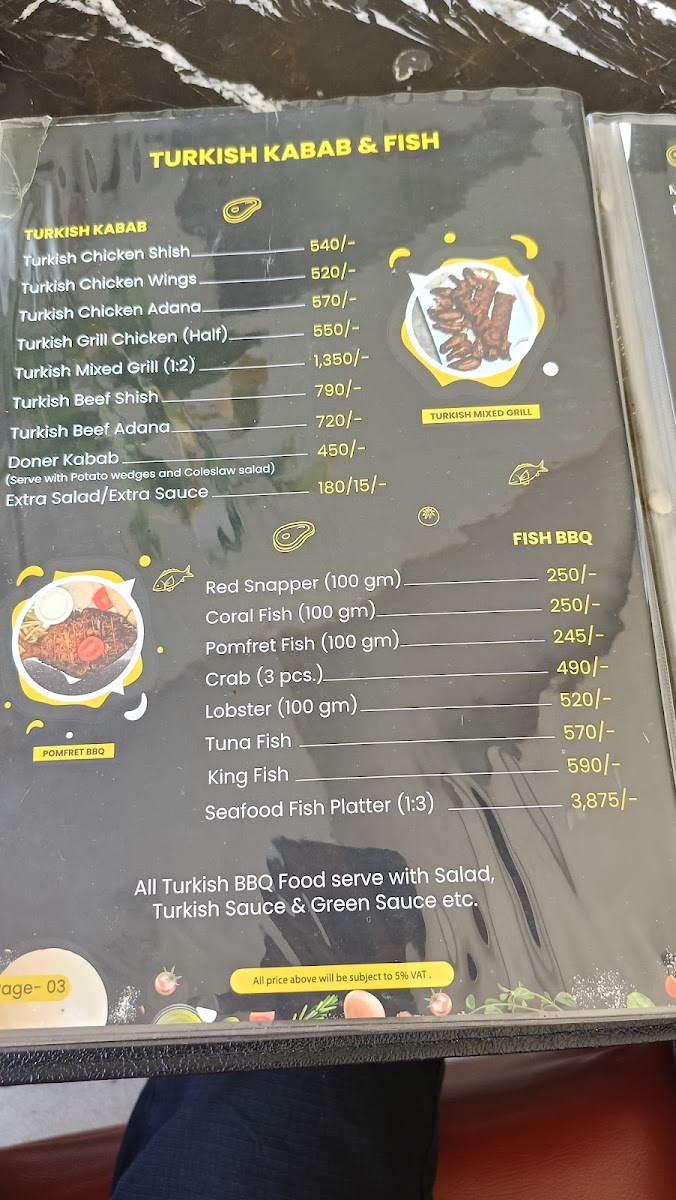 TURKISH KABAB & FISH
TURKISH KABAB
Turkish Chicken Shish 540/-
Turkish Chicken Wings 520/-
Turkish Chicken Adana 570/-
Turkish Grill Chicken (Half) 550/-
Turkish Mixed Grill (1:2) 1,350/-
Turkish Beef Shish 790/-
Turkish Beef Adana 720/-
Doner Kabab 450/-
(Serve with Potato wedges and Coleslaw salad)
Extra Salad/Extra Sauce 180/15/-
TURKISH MIXED GRILL
FISH BBQ
Red Snapper (100 gm) 250/-
Coral Fish (100 gm) 250/-
Pomfret Fish (100 gm) 245/-
Crab (3 pcs.) 490/-
Lobster (100 gm) 520/-
Tuna Fish 570/-
King Fish 590/-
Seafood Fish Platter (1:3) 3,875/-
POMFRET BBQ
All Turkish BBQ Food serve with Salad,
Turkish Sauce & Green Sauce etc.
All price above will be subject to 5% VAT .
age- 03